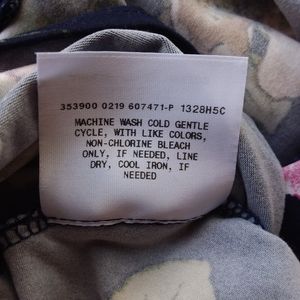 353900 0219 607471-P 1328H5C
MACHINE WASH COLD GENTLE
CYCLE, WITH LIKE COLORS,
NON-CHLORINE BLEACH
ONLY, IF NEEDED, LINE
DRY, COOL IRON, IF
NEEDED